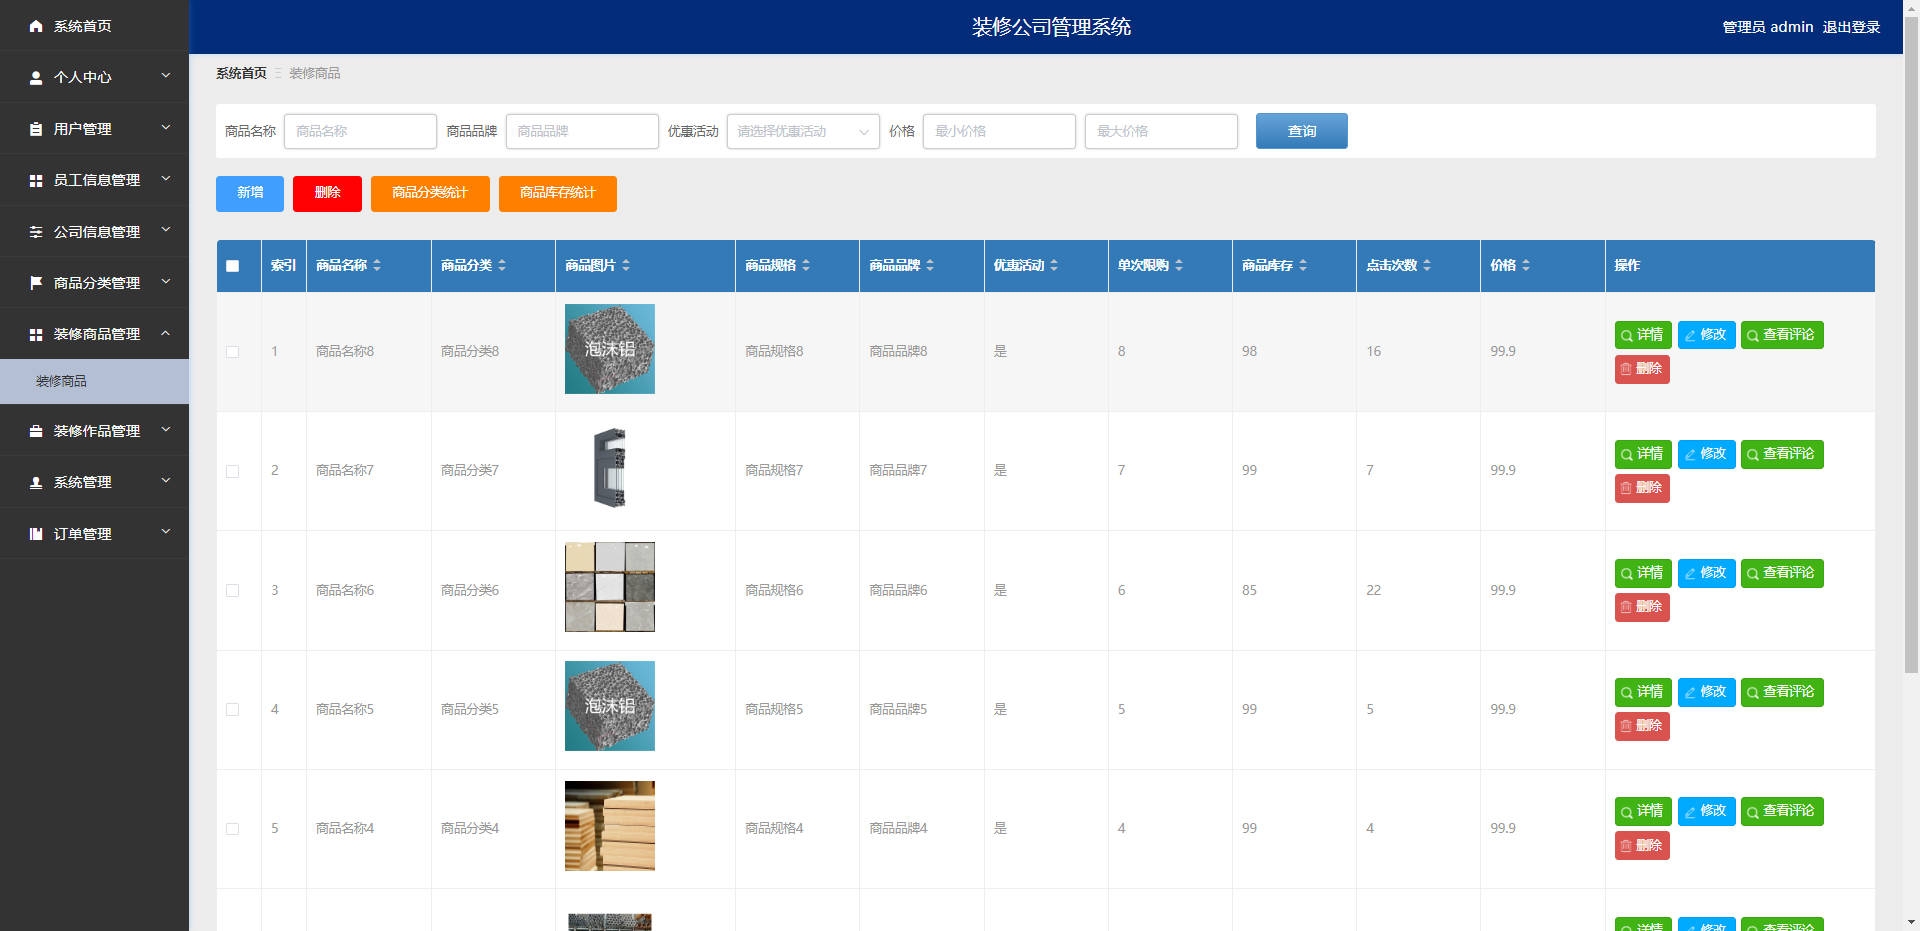 系统首页
个人中心
用户管理
员工信息管理
公司信息管理
商品分类管理
装修商品管理
装修商品
装修作品管理
系统管理
订单管理
装修公司管理系统
管理员 admin 退出登录
系统首页 装修商品
商品名称 商品名称 商品品牌 商品品牌 优惠活动 请选择优惠活动 价格 最小价格 最大价格 查询
新增 删除 商品分类统计 商品库存统计
索引 商品名称 商品分类 商品图片 商品规格 商品品牌 优惠活动 单次限购 商品库存 点击次数 价格 操作
1 商品名称8 商品分类8 泡沫铝 商品规格8 商品品牌8 是 8 98 16 99.9 详情 修改 查看评论
删除
2 商品名称7 商品分类7 商品规格7 商品品牌7 是 7 99 7 99.9 详情 修改 查看评论
删除
3 商品名称6 商品分类6 商品规格6 商品品牌6 是 6 85 22 99.9 详情 修改 查看评论
删除
4 商品名称5 商品分类5 泡沫铝 商品规格5 商品品牌5 是 5 99 5 99.9 详情 修改 查看评论
删除
5 商品名称4 商品分类4 商品规格4 商品品牌4 是 4 99 4 99.9 详情 修改 查看评论
删除
详情 修改 查看评论